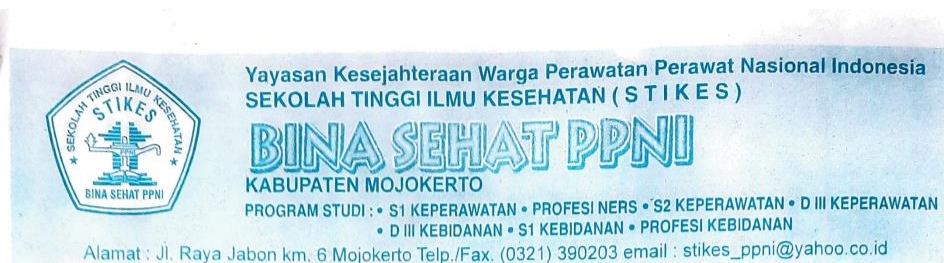 Yayasan Kesejahteraan Warga Perawatan Perawat Nasional Indonesia
SEKOLAH TINGGI ILMU KESEHATAN ( S T I K E S )
BINA SEHAT PPNI
KABUPATEN MOJOKERTO
PROGRAM STUDI : • S1 KEPERAWATAN • PROFESI NERS • S2 KEPERAWATAN • D III KEPERAWATAN
• D III KEBIDANAN • S1 KEBIDANAN • PROFESI KEBIDANAN
Alamat : Jl. Raya Jabon km. 6 Mojokerto Telp./Fax. (0321) 390203 email : stikes_ppni@yahoo.co.id
★ SEKOLAH TINGGI ILMU KESEHATAN ★
STIKES
PPNI
BINA SEHAT PPNI